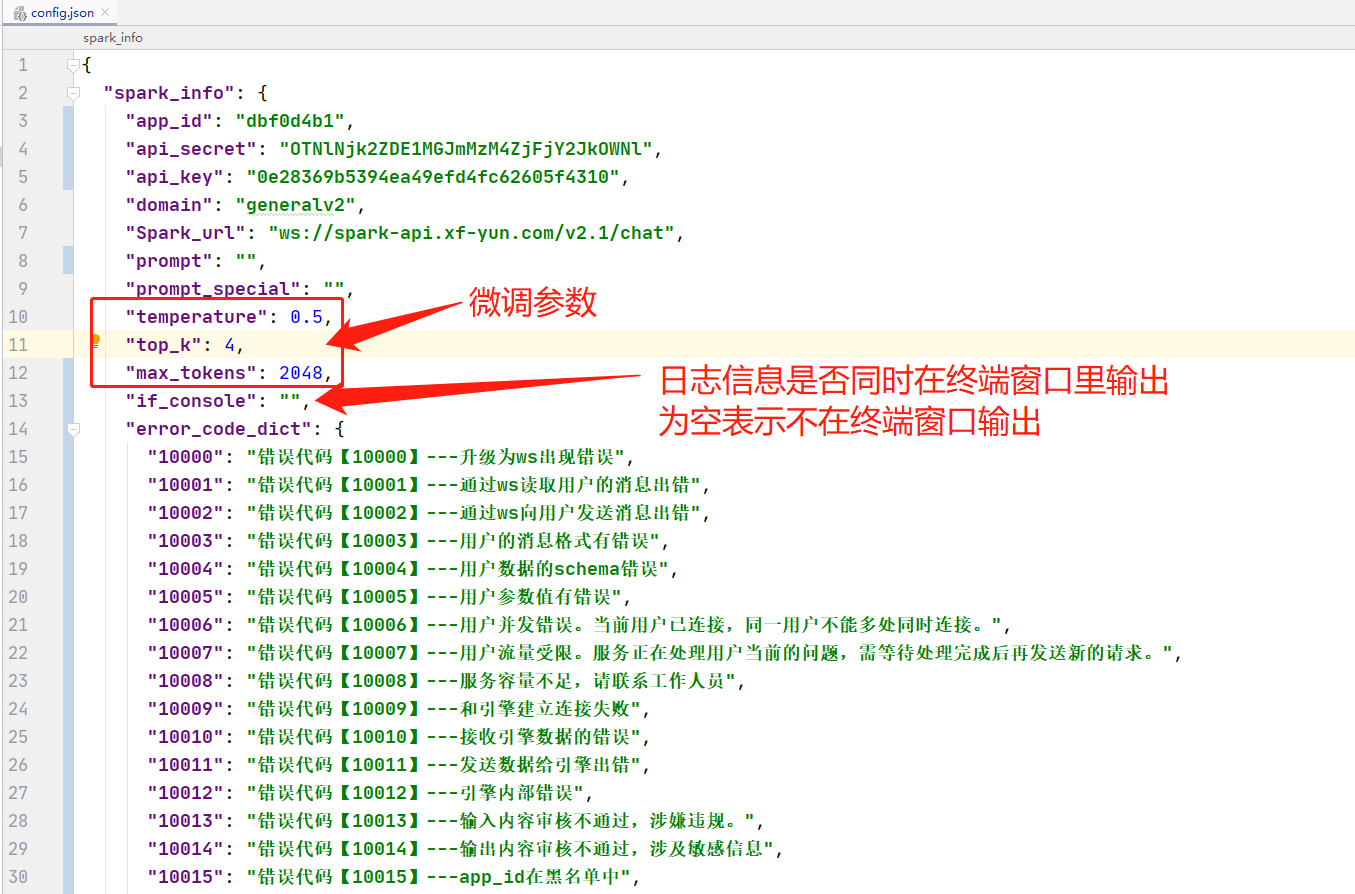 config.json
spark_info
1 {
2 "spark_info": {
3 "app_id": "dbf0d4b1",
4 "api_secret": "OTNlNjk2ZDE1MGJmMzM4ZjFjY2JkOWNl",
5 "api_key": "0e28369b5394ea49efd4fc62605f4310",
6 "domain": "generalv2",
7 "Spark_url": "ws://spark-api.xf-yun.com/v2.1/chat",
8 "prompt": "",
9 "prompt_special": "",
10 "temperature": 0.5,
微调参数
11 "top_k": 4,
12 "max_tokens": 2048,
日志信息是否同时在终端窗口里输出
13 "if_console": "",
为空表示不在终端窗口输出
14 "error_code_dict": {
15 "10000": "错误代码【10000】---升级为ws出现错误",
16 "10001": "错误代码【10001】---通过ws读取用户的消息出错",
17 "10002": "错误代码【10002】---通过ws向用户发送消息出错",
18 "10003": "错误代码【10003】---用户的消息格式有错误",
19 "10004": "错误代码【10004】---用户数据的schema错误",
20 "10005": "错误代码【10005】---用户参数值有错误",
21 "10006": "错误代码【10006】---用户并发错误。当前用户已连接，同一用户不能多处同时连接。",
22 "10007": "错误代码【10007】---用户流量受限。服务正在处理用户当前的问题，需等待处理完成后再发送新的请求。",
23 "10008": "错误代码【10008】---服务容量不足，请联系工作人员",
24 "10009": "错误代码【10009】---和引擎建立连接失败",
25 "10010": "错误代码【10010】---接收引擎数据的错误",
26 "10011": "错误代码【10011】---发送数据给引擎出错",
27 "10012": "错误代码【10012】---引擎内部错误",
28 "10013": "错误代码【10013】---输入内容审核不通过，涉嫌违规。",
29 "10014": "错误代码【10014】---输出内容审核不通过，涉及敏感信息",
30 "10015": "错误代码【10015】---app_id在黑名单中",